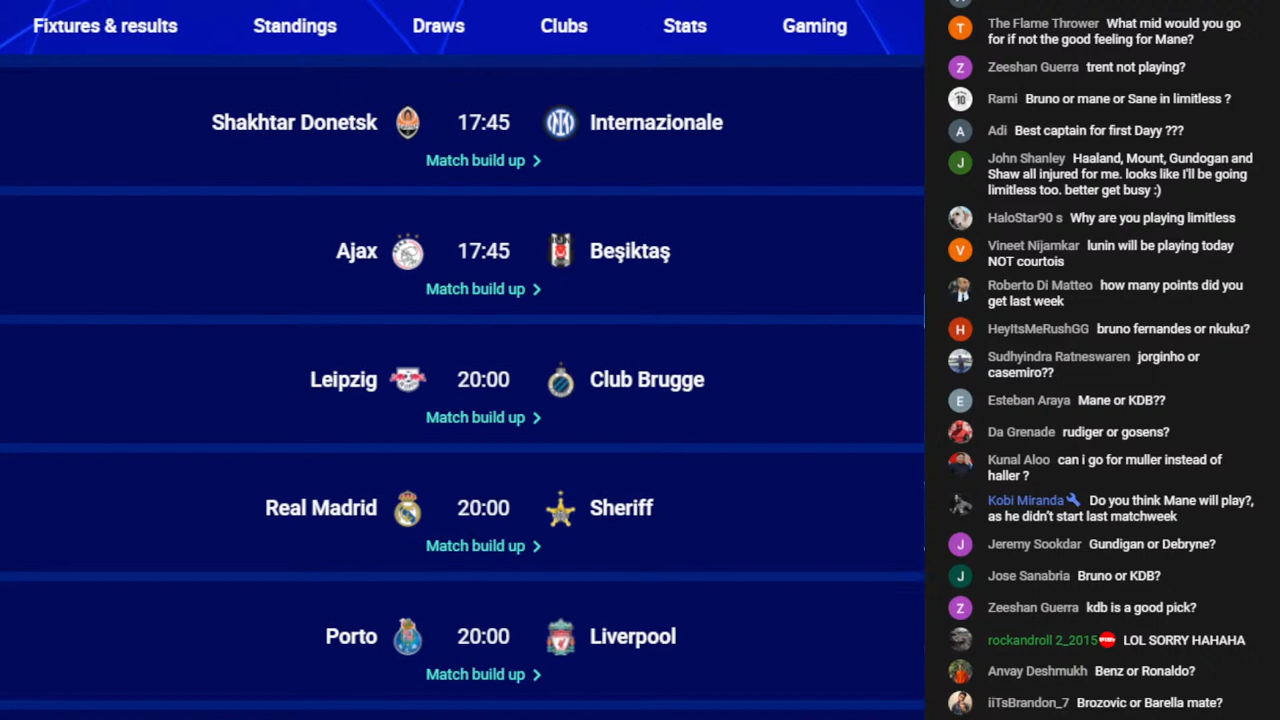 Fixtures & results Standings Draws Clubs Stats Gaming
Shakhtar Donetsk 17:45 Internazionale
Match build up >
Ajax 17:45 Beşiktaş
Match build up >
Leipzig 20:00 Club Brugge
Match build up >
Real Madrid 20:00 Sheriff
Match build up >
Porto 20:00 Liverpool
Match build up >
T The Flame Thrower What mid would you go
for if not the good feeling for Mane?
Z Zeeshan Guerra trent not playing?
10 Rami Bruno or mane or Sane in limitless ?
A Adi Best captain for first Dayy ???
J John Shanley Haaland, Mount, Gundogan and
Shaw all injured for me. looks like I'll be going
limitless too. better get busy :)
HaloStar90 s Why are you playing limitless
V Vineet Nijamkar lunin will be playing today
NOT courtois
Roberto Di Matteo how many points did you
get last week
H HeyItsMeRushGG bruno fernandes or nkuku?
Sudhyindra Ratneswaren jorginho or
casemiro??
E Esteban Araya Mane or KDB??
Da Grenade rudiger or gosens?
Kunal Aloo can i go for muller instead of
haller ?
Kobi Miranda Do you think Mane will play?,
as he didn't start last matchweek
J Jeremy Sookdar Gundigan or Debryne?
J Jose Sanabria Bruno or KDB?
Z Zeeshan Guerra kdb is a good pick?
rockandroll 2_2015 LOL SORRY HAHAHA
Anvay Deshmukh Benz or Ronaldo?
iiTsBrandon_7 Brozovic or Barella mate?